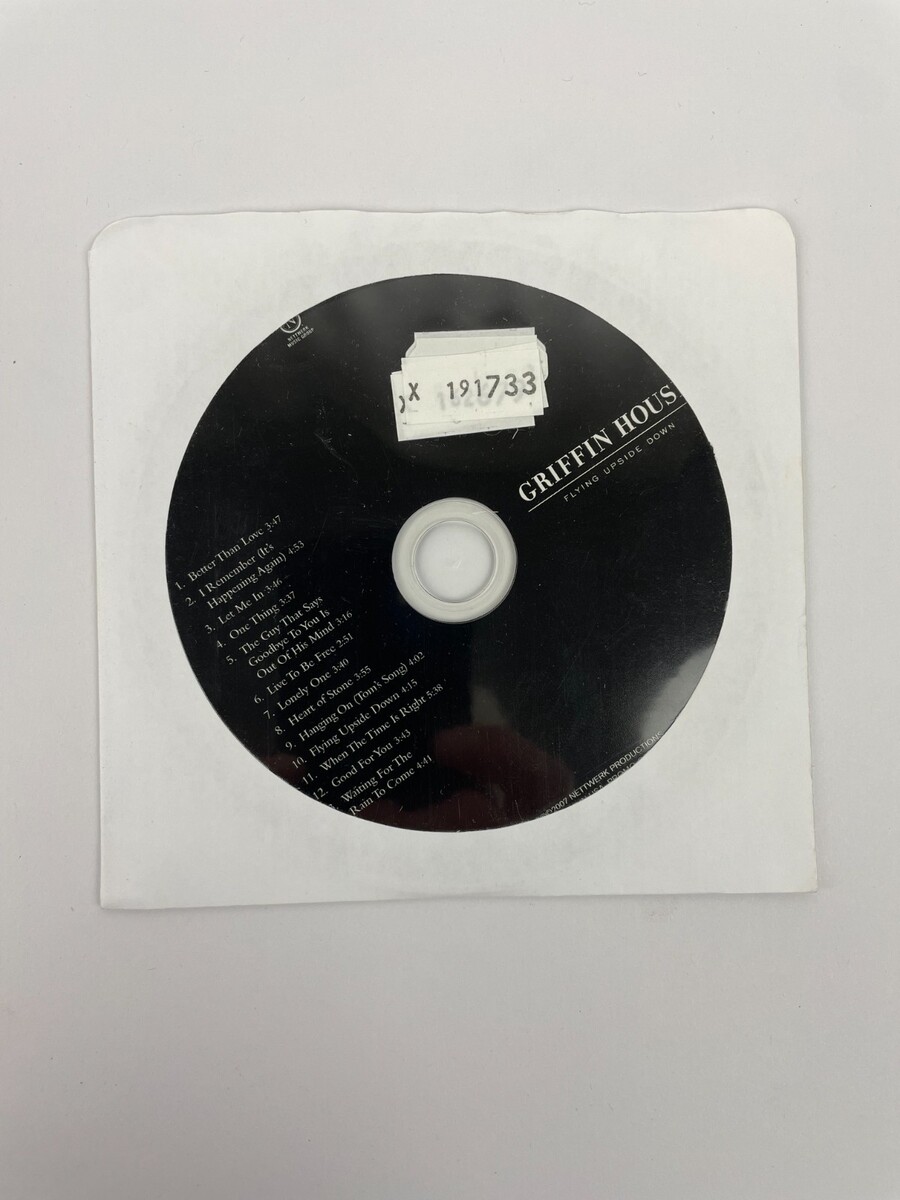 NETTWERK
MUSIC GROUP
X 191733
GRIFFIN HOUS
FLYING UPSIDE DOWN
1. Better Than Love 3:47
2. I Remember (It's
Happening Again) 4:53
3. Let Me In 3:46
4. One Thing 3:37
5. The Guy That Says
Goodbye To You Is
Out Of His Mind 3:16
6. Live To Be Free 2:51
7. Lonely One 3:40
8. Heart of Stone 3:55
9. Hanging On (Tom's Song) 4:02
10. Flying Upside Down 4:15
11. When The Time Is Right 5:38
12. Good For You 3:43
Waiting For The
Rain To Come 4:41
©2007 NETTWERK PRODUCTIONS